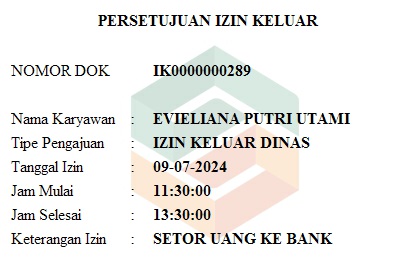 PERSETUJUAN IZIN KELUAR
NOMOR DOK IK0000000289
Nama Karyawan : EVIELIANA PUTRI UTAMI
Tipe Pengajuan : IZIN KELUAR DINAS
Tanggal Izin : 09-07-2024
Jam Mulai : 11:30:00
Jam Selesai : 13:30:00
Keterangan Izin : SETOR UANG KE BANK